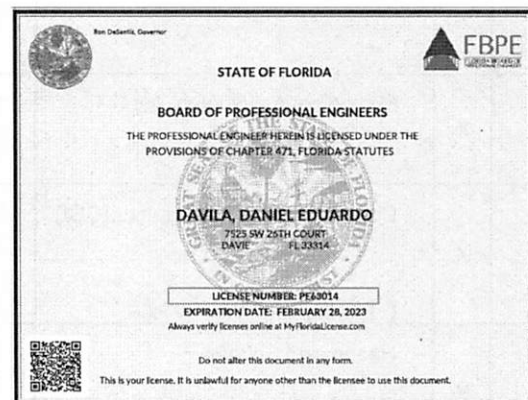 Ron DeSantis, Governor
FBPE
STATE OF FLORIDA
BOARD OF PROFESSIONAL ENGINEERS
THE PROFESSIONAL ENGINEER HEREIN IS LICENSED UNDER THE
PROVISIONS OF CHAPTER 471, FLORIDA STATUTES
DAVILA, DANIEL EDUARDO
7525 SW 26TH COURT
DAVIE FL 33314
LICENSE NUMBER: PE63014
EXPIRATION DATE: FEBRUARY 28, 2023
Always verify licenses online at MyFloridaLicense.com
Do not alter this document in any form.
This is your license. It is unlawful for anyone other than the licensee to use this document.